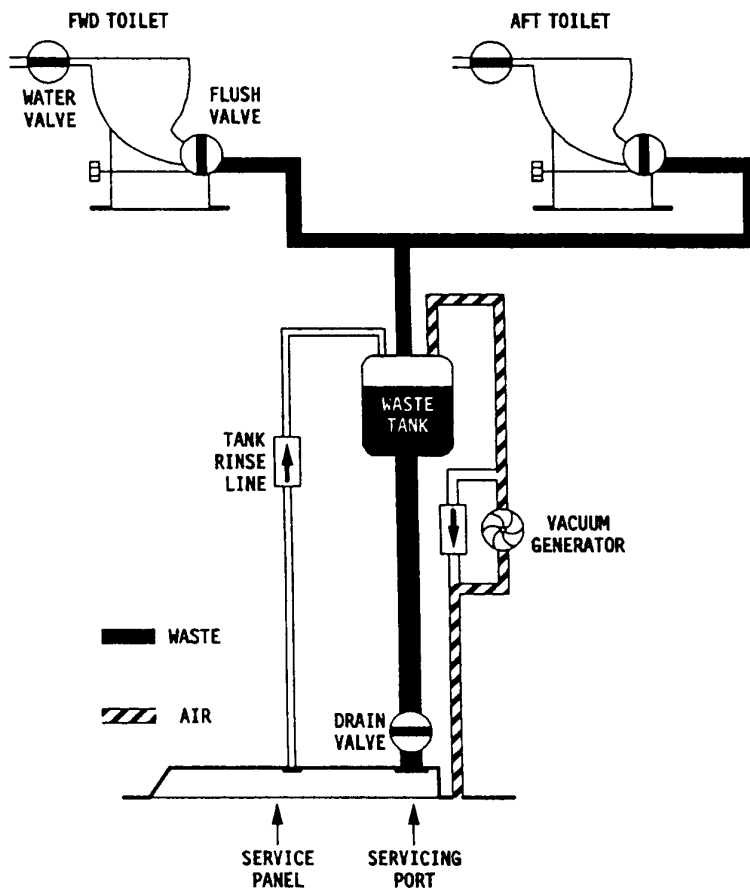 FWD TOILET
AFT TOILET
WATER
VALVE
FLUSH
VALVE
WASTE
TANK
TANK
RINSE
LINE
VACUUM
GENERATOR
WASTE
AIR
DRAIN
VALVE
SERVICE
PANEL
SERVICING
PORT